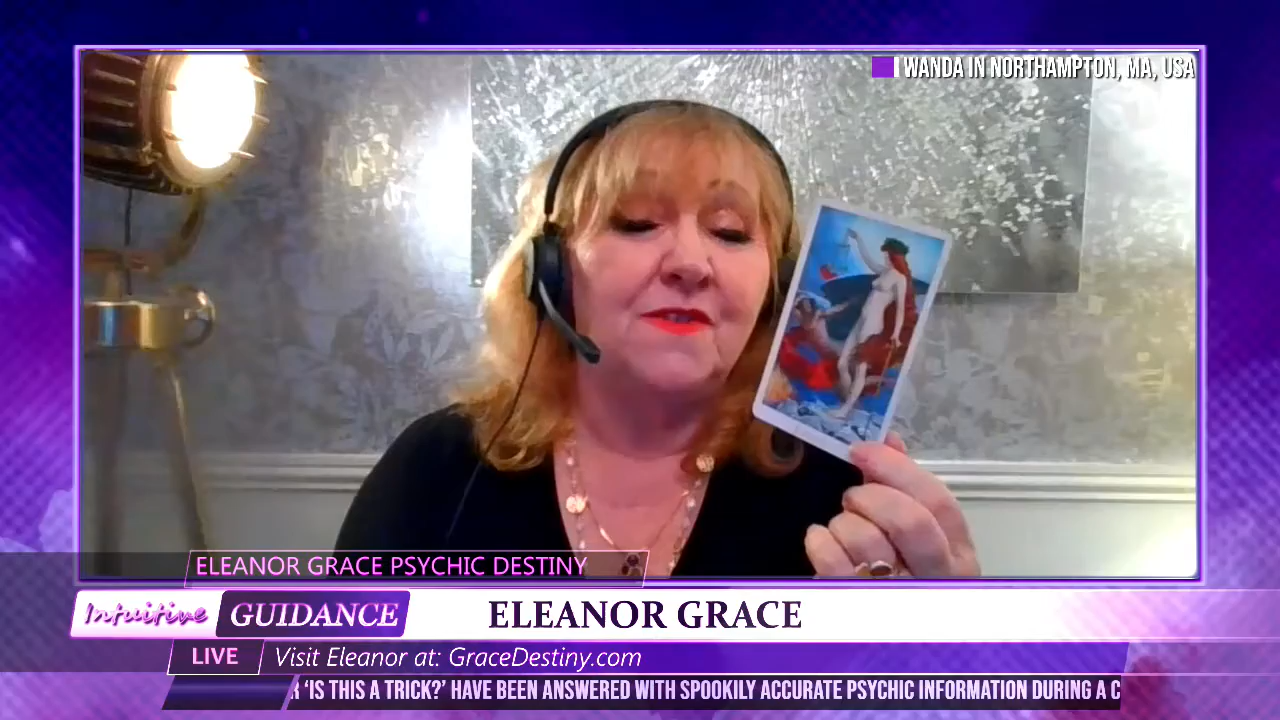 WANDA IN NORTHAMPTON, MA, USA
ELEANOR GRACE PSYCHIC DESTINY
Intuitive GUIDANCE
ELEANOR GRACE
LIVE
Visit Eleanor at: GraceDestiny.com
'IS THIS A TRICK?' HAVE BEEN ANSWERED WITH SPOOKILY ACCURATE PSYCHIC INFORMATION DURING A C